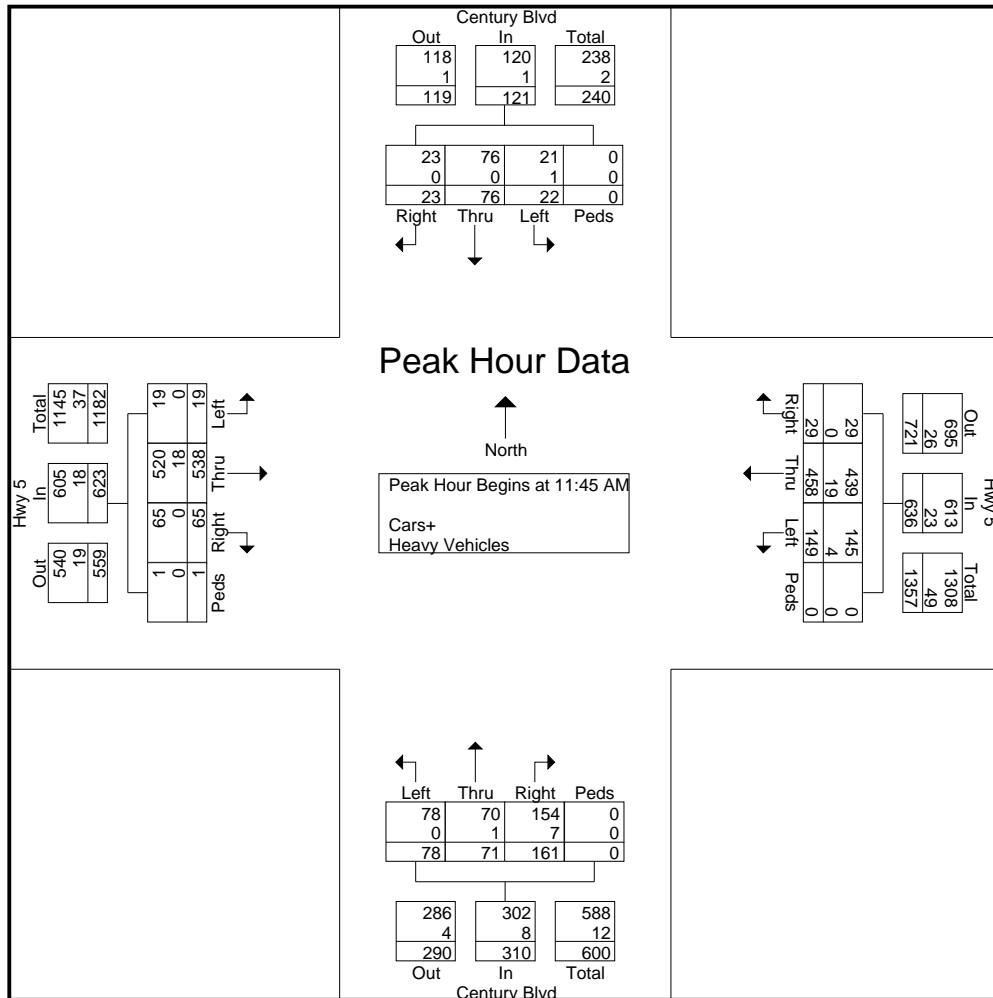 Century Blvd
Out In Total
118 120 238
1 1 2
119 121 240
23 76 21 0
0 0 1 0
23 76 22 0
Right Thru Left Peds
Peak Hour Data
North
Peak Hour Begins at 11:45 AM
Cars+
Heavy Vehicles
Hwy 5
Out In Total
540 605 1145
19 18 37
559 623 1182
1 65 520 19
0 0 18 0
1 65 538 19
Peds Right Thru Left
Hwy 5
Out In Total
695 613 1308
26 23 49
721 636 1357
29 439 145 0
0 19 4 0
29 458 149 0
Right Thru Left Peds
Left Thru Right Peds
78 70 154 0
0 1 7 0
78 71 161 0
286 302 588
4 8 12
290 310 600
Out In Total
Century Blvd